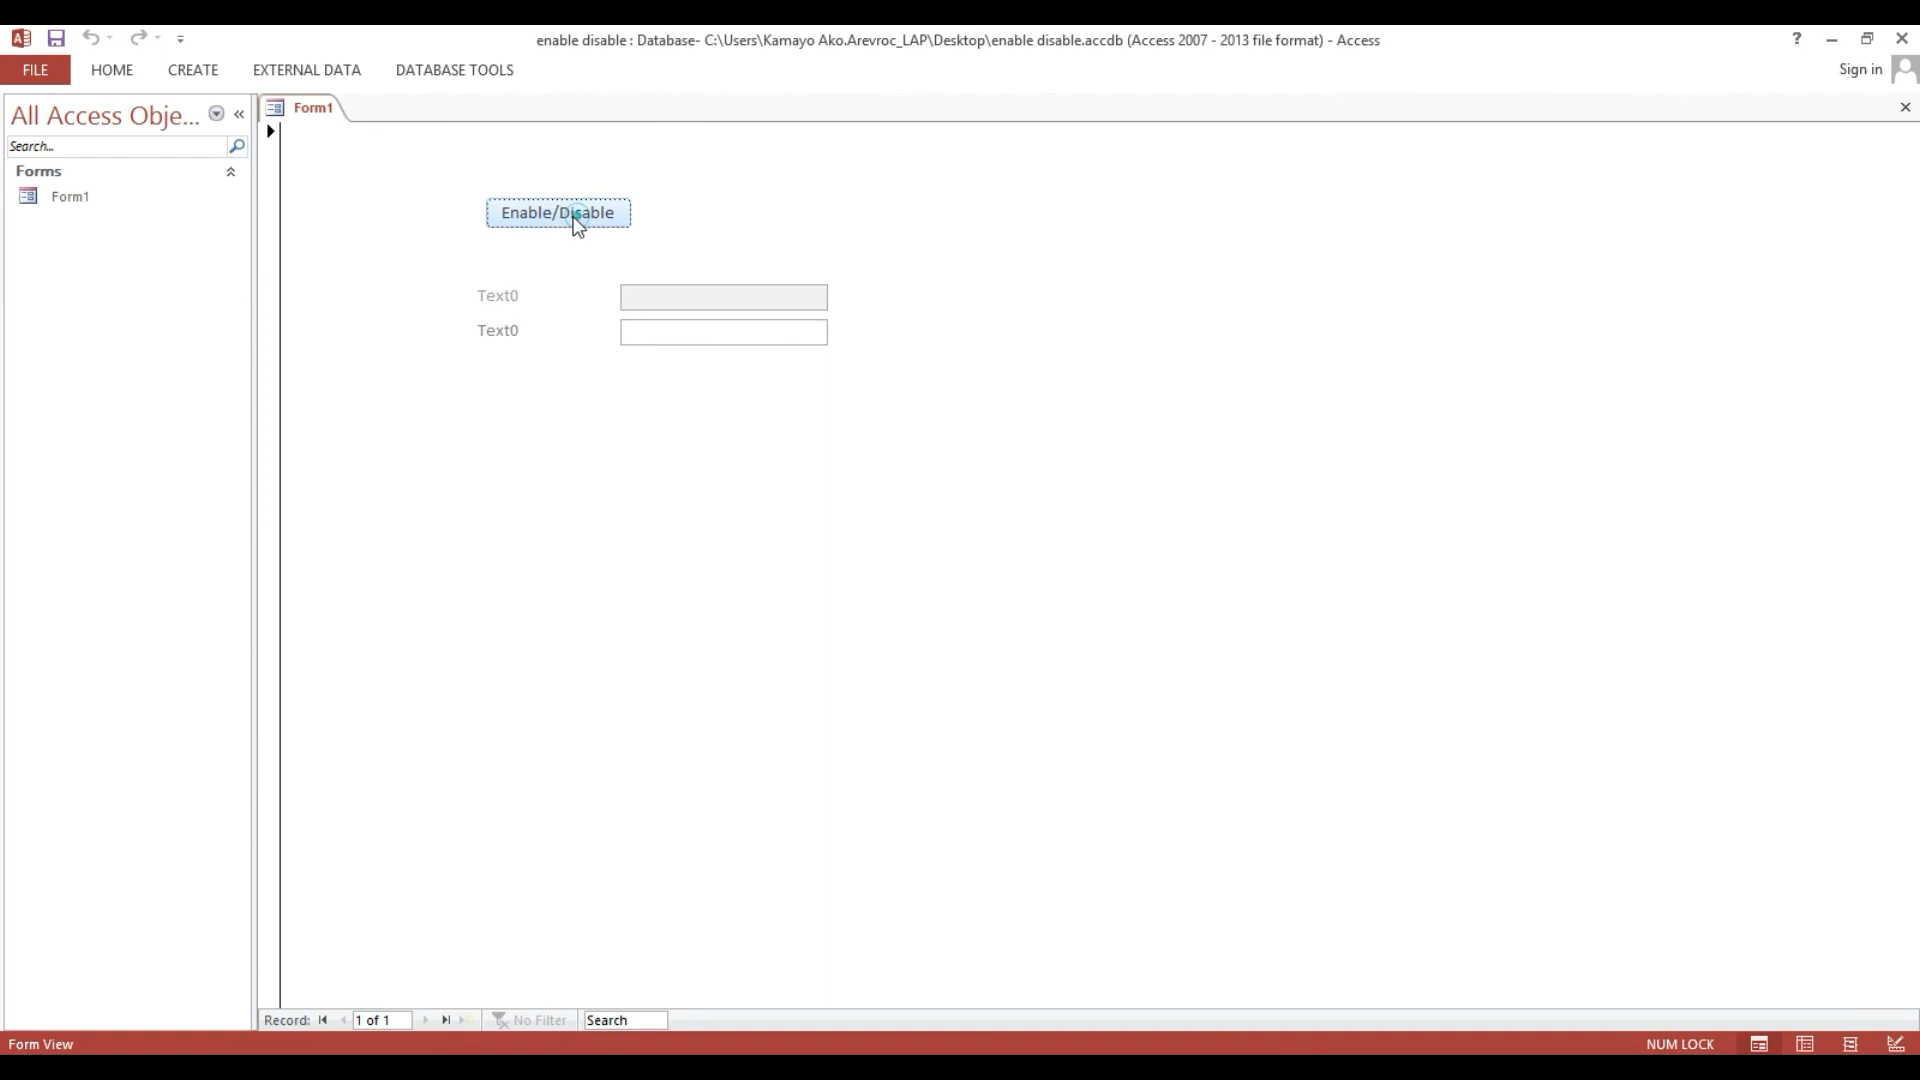 enable disable : Database- C:\Users\Kamayo Ako.Arevroc_LAP\Desktop\enable disable.accdb (Access 2007 - 2013 file format) - Access
FILE HOME CREATE EXTERNAL DATA DATABASE TOOLS Sign in
All Access Obje...
Search...
Forms
Form1
Form1
Enable/Disable
Text0
Text0
Record: 1 of 1 No Filter Search
Form View NUM LOCK